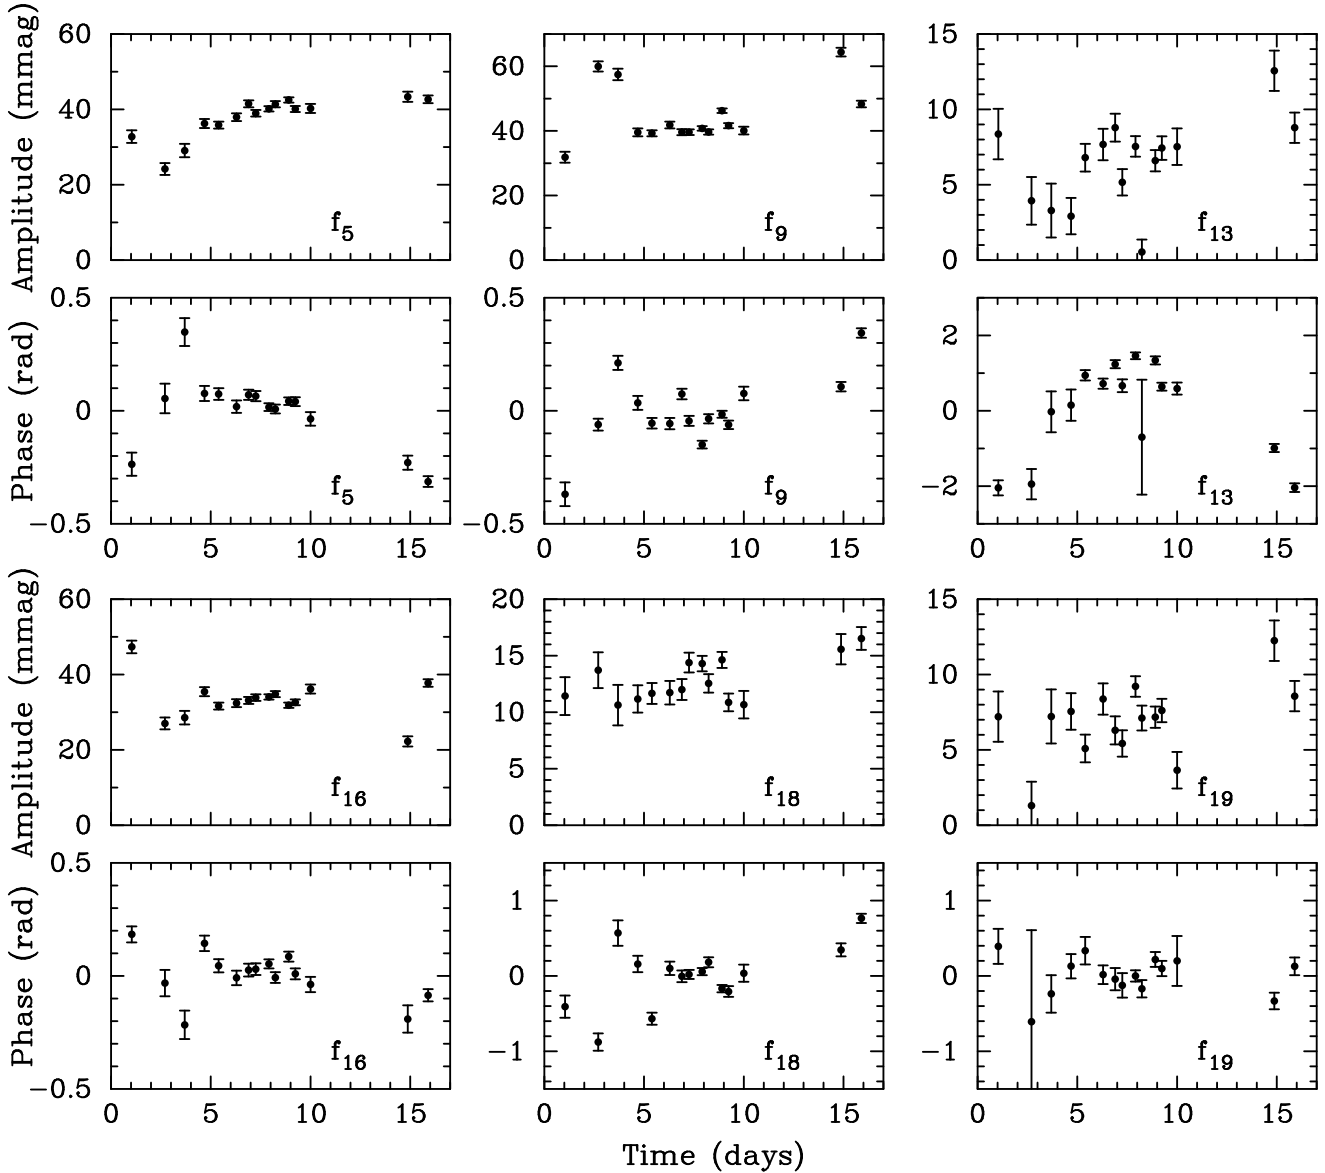 60 60 15
40 40 10
20 20 5
0 0 0
Amplitude (mmag)
f5 f9 f13
0.5 0.5 2
0 0 0
−0.5 −0.5 −2
Phase (rad)
f5 f9 f13
0 5 10 15 0 5 10 15 0 5 10 15
60 20 15
40 15 10
20 10 5
0 5 0
0
Amplitude (mmag)
f16 f18 f19
0.5 1 1
0 0 0
−0.5 −1 −1
Phase (rad)
f16 f18 f19
0 5 10 15 0 5 10 15 0 5 10 15
Time (days)